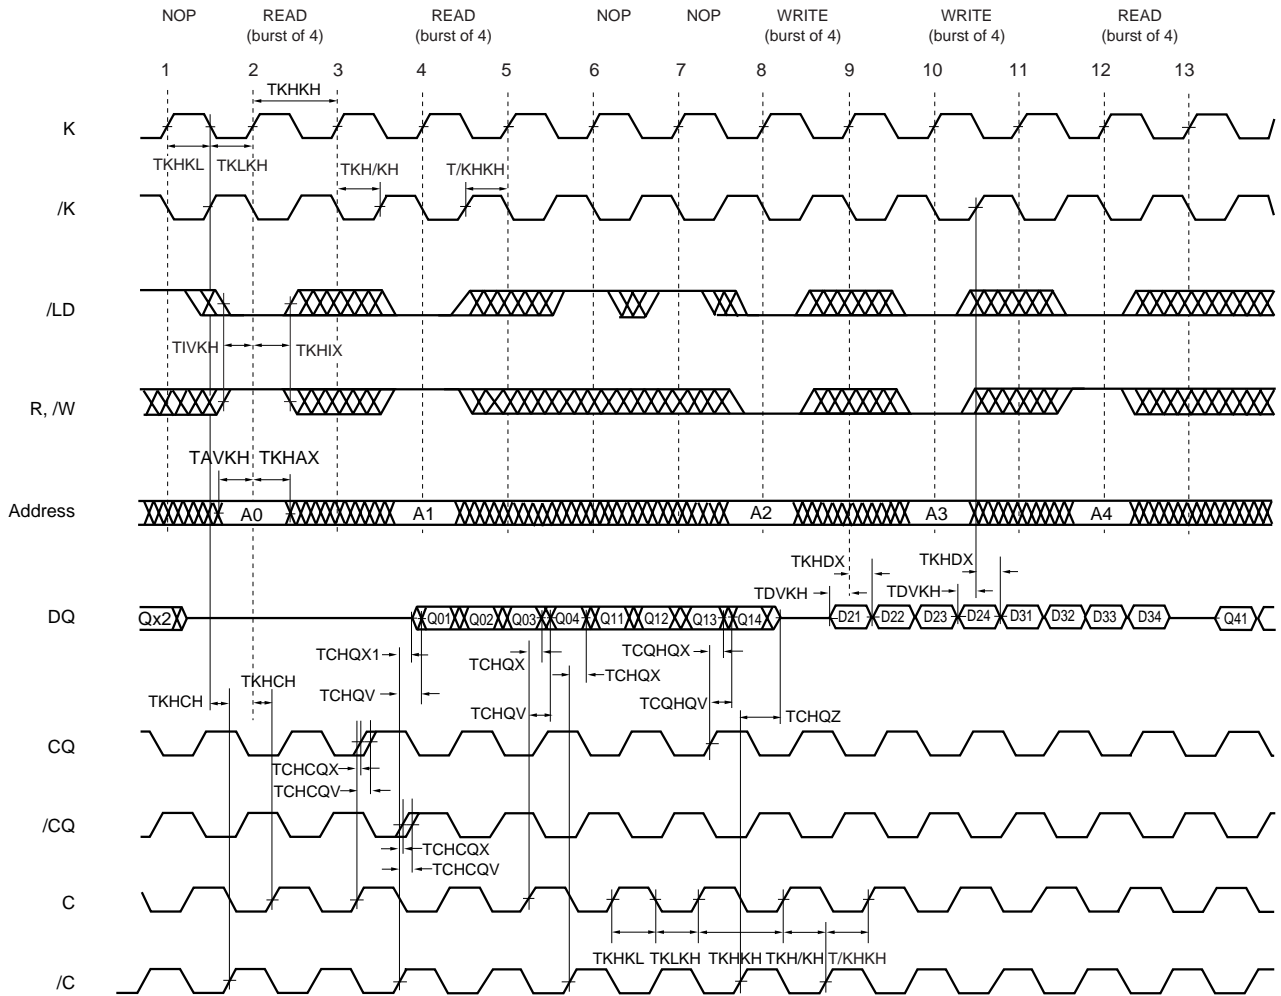 NOP READ READ NOP NOP WRITE WRITE READ
(burst of 4) (burst of 4) (burst of 4) (burst of 4) (burst of 4)
1 2 3 4 5 6 7 8 9 10 11 12 13
TKHKH
K
TKHKL TKLKH TKH/KH T/KHKH
/K
/LD
TIVKH TKHIX
R, /W
TAVKH TKHAX
Address A0 A1 A2 A3 A4
TKHDX TKHDX
TDVKH TDVKH
DQ Qx2 Q01 Q02 Q03 Q04 Q11 Q12 Q13 Q14 D21 D22 D23 D24 D31 D32 D33 D34 Q41
TCHQX1 TCHQX TCQHQX TCHQX
TKHCH TKHCH TCHQV TCQHQV
TCHQV TCHQZ
CQ
TCHCQX
TCHCQV
/CQ
TCHCQX
TCHCQV
C
TKHKL TKLKH TKHKH TKH/KH T/KHKH
/C